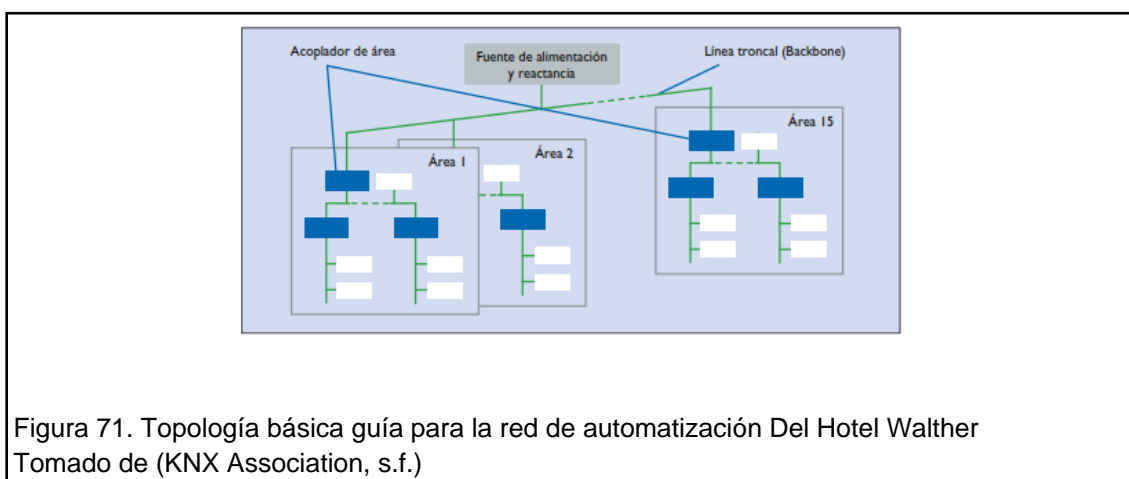 Acoplador de área
Fuente de alimentación
y reactancia
Línea troncal (Backbone)
Área 1
Área 2
Área 15
Figura 71. Topología básica guía para la red de automatización Del Hotel Walther
Tomado de (KNX Association, s.f.)